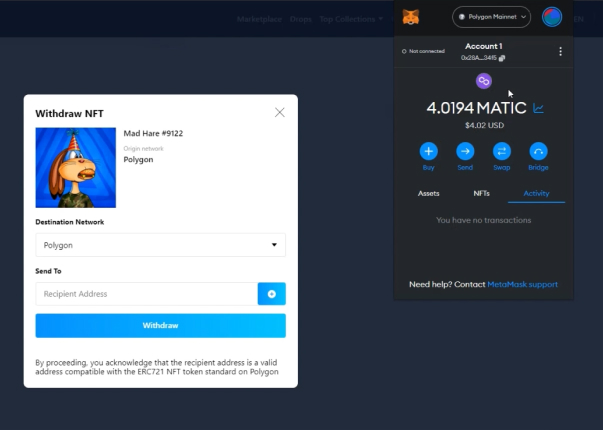 Marketplace Drops Top Collections
EN
Polygon Mainnet
Not connected
Account 1
0x28A...34f5
4.0194 MATIC
$4.02 USD
Buy
Send
Swap
Bridge
Assets
NFTs
Activity
You have no transactions
Need help? Contact MetaMask support
Withdraw NFT
Mad Hare #9122
Origin network
Polygon
Destination Network
Polygon
Send To
Recipient Address
Withdraw
By proceeding, you acknowledge that the recipient address is a valid
address compatible with the ERC721 NFT token standard on Polygon